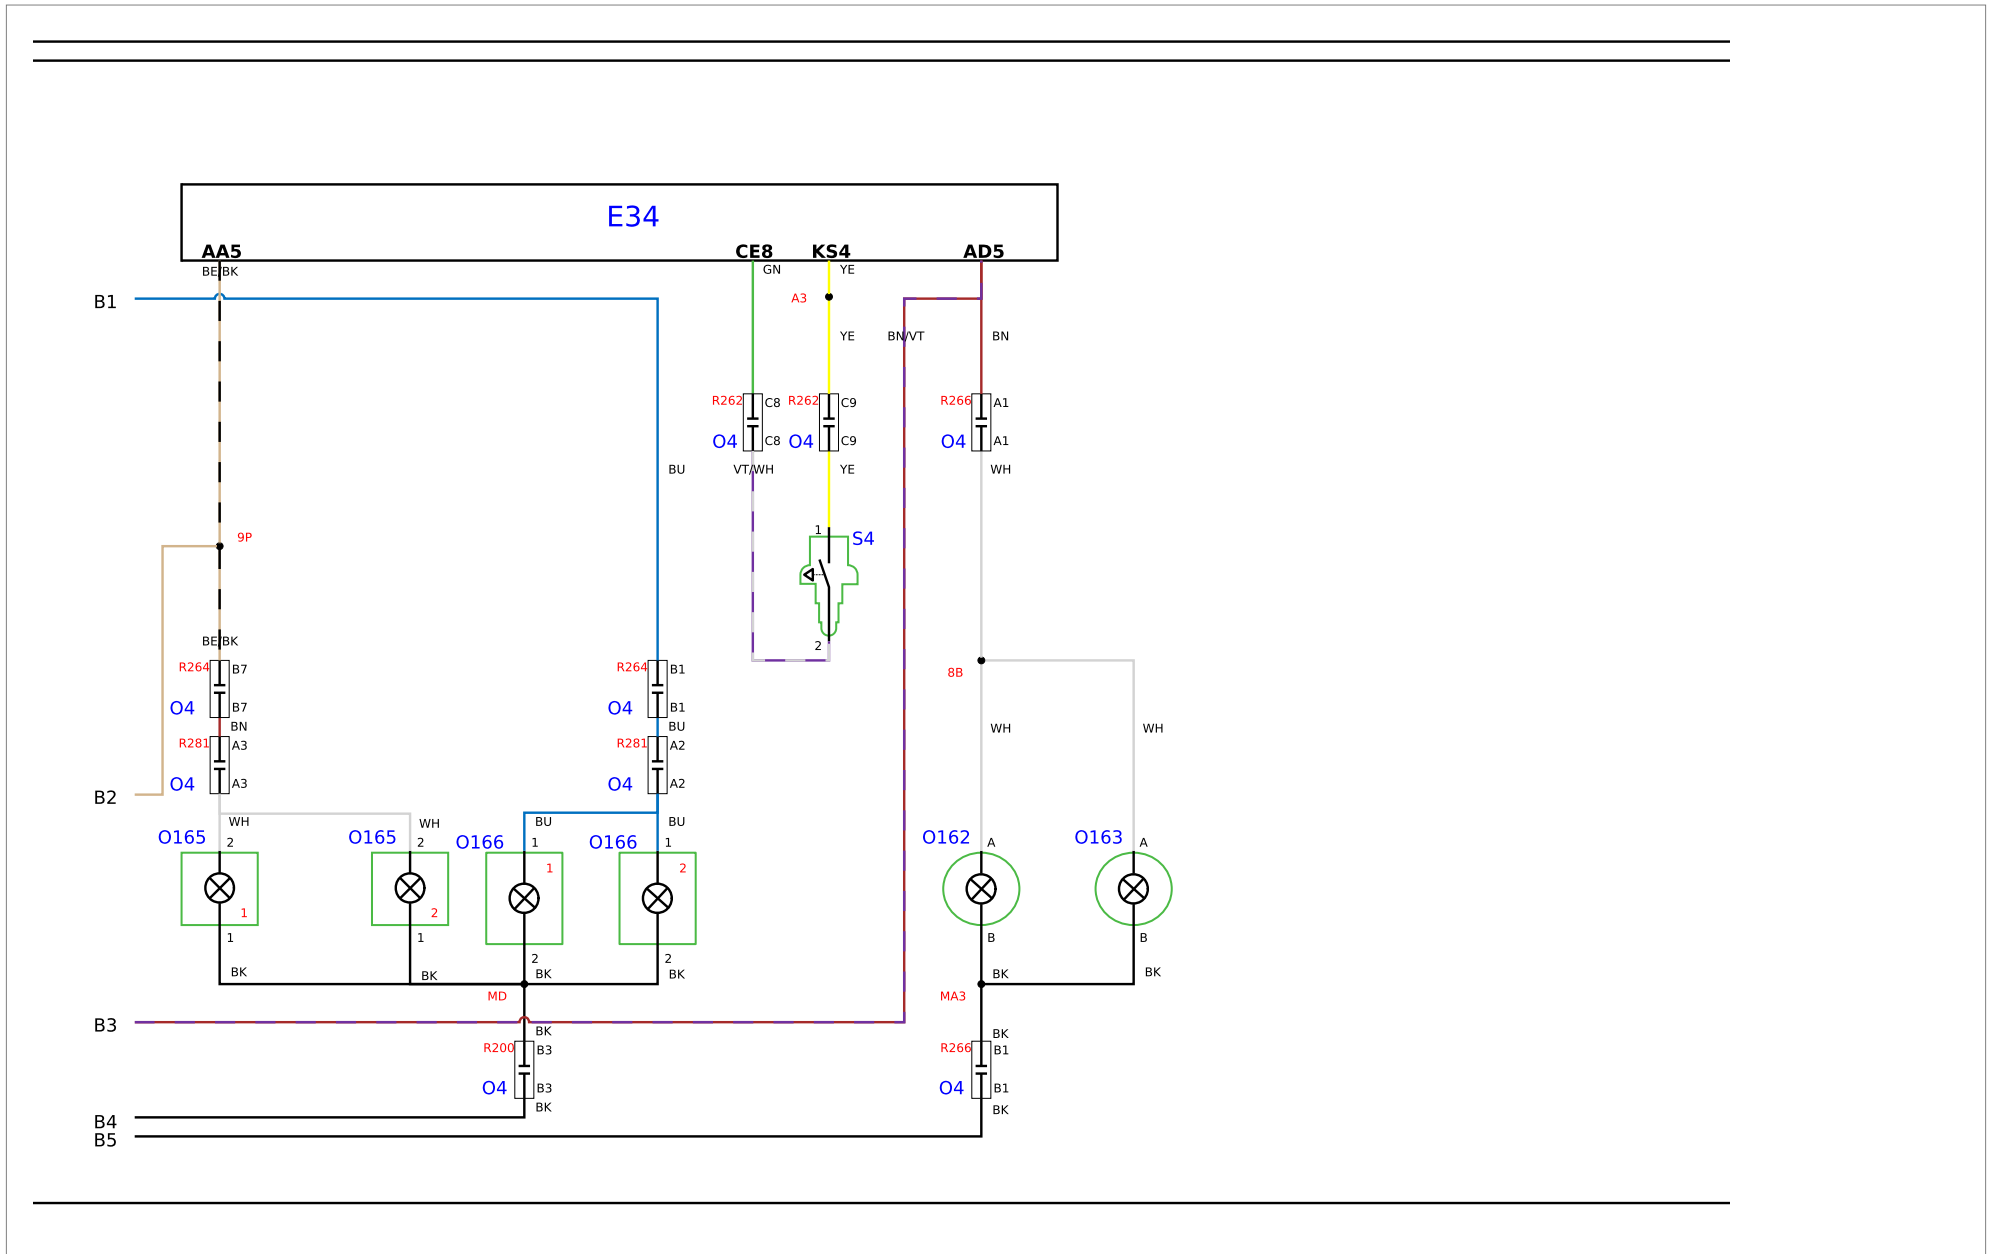 E34
AA5 CE8 KS4 AD5
BE/BK GN YE
B1 A3
YE BN/VT BN
R262 C8 R262 C9 R266 A1
O4 C8 O4 C9 O4 A1
BU VT/WH YE WH
1
9P S4
BE/BK 2
R264 B7 R264 B1 8B
O4 B7 O4 B1
BN BU WH WH
R281 A3 R281 A2
O4 A3 O4 A2
B2
WH WH BU BU
O165 2 O165 2 O166 1 O166 1 O162 A O163 A
1 2
1 2
1 1 B B
2 2
BK BK BK BK BK BK
MD MA3
B3
BK BK
R200 B3 R266 B1
O4 B3 O4 B1
BK BK
B4
B5